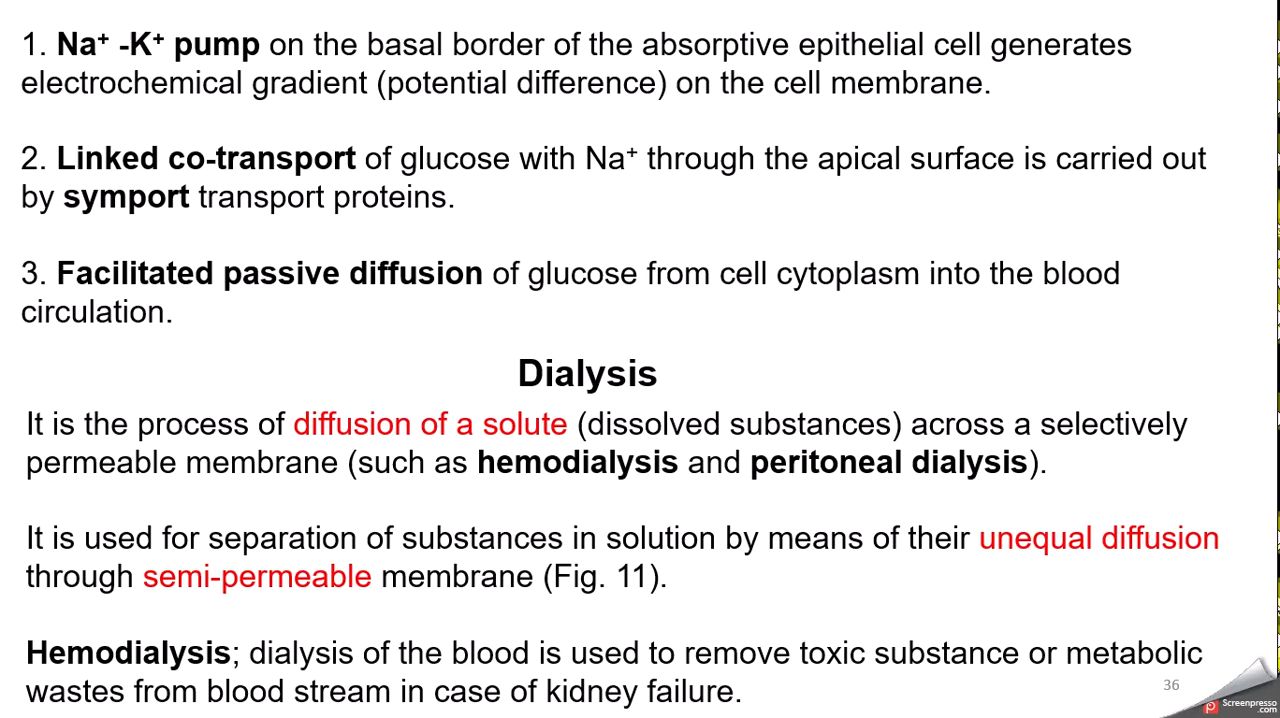 1. Na⁺ -K⁺ pump on the basal border of the absorptive epithelial cell generates
electrochemical gradient (potential difference) on the cell membrane.
2. Linked co-transport of glucose with Na⁺ through the apical surface is carried out
by symport transport proteins.
3. Facilitated passive diffusion of glucose from cell cytoplasm into the blood
circulation.
Dialysis
It is the process of diffusion of a solute (dissolved substances) across a selectively
permeable membrane (such as hemodialysis and peritoneal dialysis).
It is used for separation of substances in solution by means of their unequal diffusion
through semi-permeable membrane (Fig. 11).
Hemodialysis; dialysis of the blood is used to remove toxic substance or metabolic
wastes from blood stream in case of kidney failure.
36
Screenpresso
.com